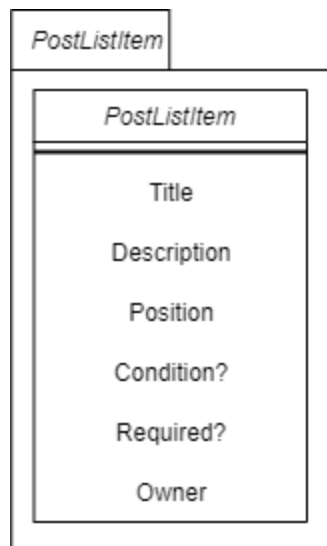 PostListItem
PostListItem
Title
Description
Position
Condition?
Required?
Owner